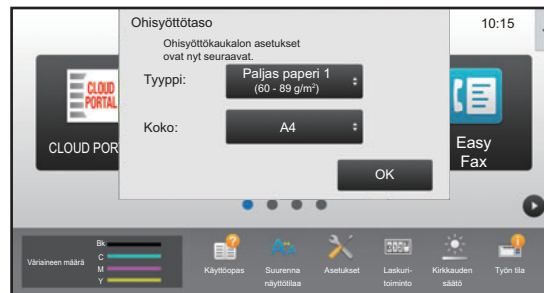 Ohisyöttötaso
10:15
Ohisyöttökaukalon asetukset
ovat nyt seuraavat.
Tyyppi:
Paljas paperi 1
(60 - 89 g/m²)
Koko:
A4
OK
CLOUD
PORTAL
CLOUD POR
Easy
Fax
Väriaineen määrä
Bk
C
M
Y
Käyttöopas
Suurenna
näyttötilaa
Asetukset
Laskuri-
toiminto
Kirkkauden
säätö
Työn tila